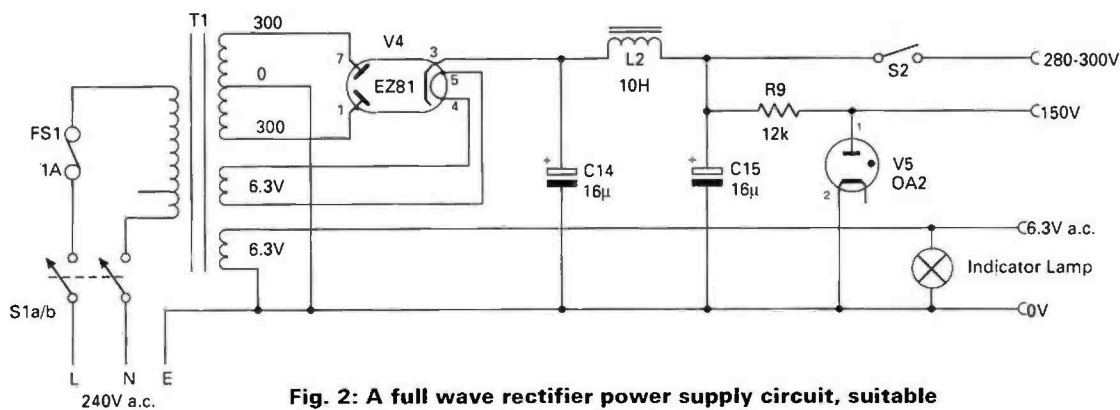 T1
300
V4
7
3
0
5
EZ81
1
4
300
6.3V
6.3V
FS1
1A
S1a/b
L N E
240V a.c.
L2
10H
S2
280-300V
R9
12k
150V
+
C14
16µ
+
C15
16µ
1
V5
OA2
2
6.3V a.c.
Indicator Lamp
0V
Fig. 2: A full wave rectifier power supply circuit, suitable